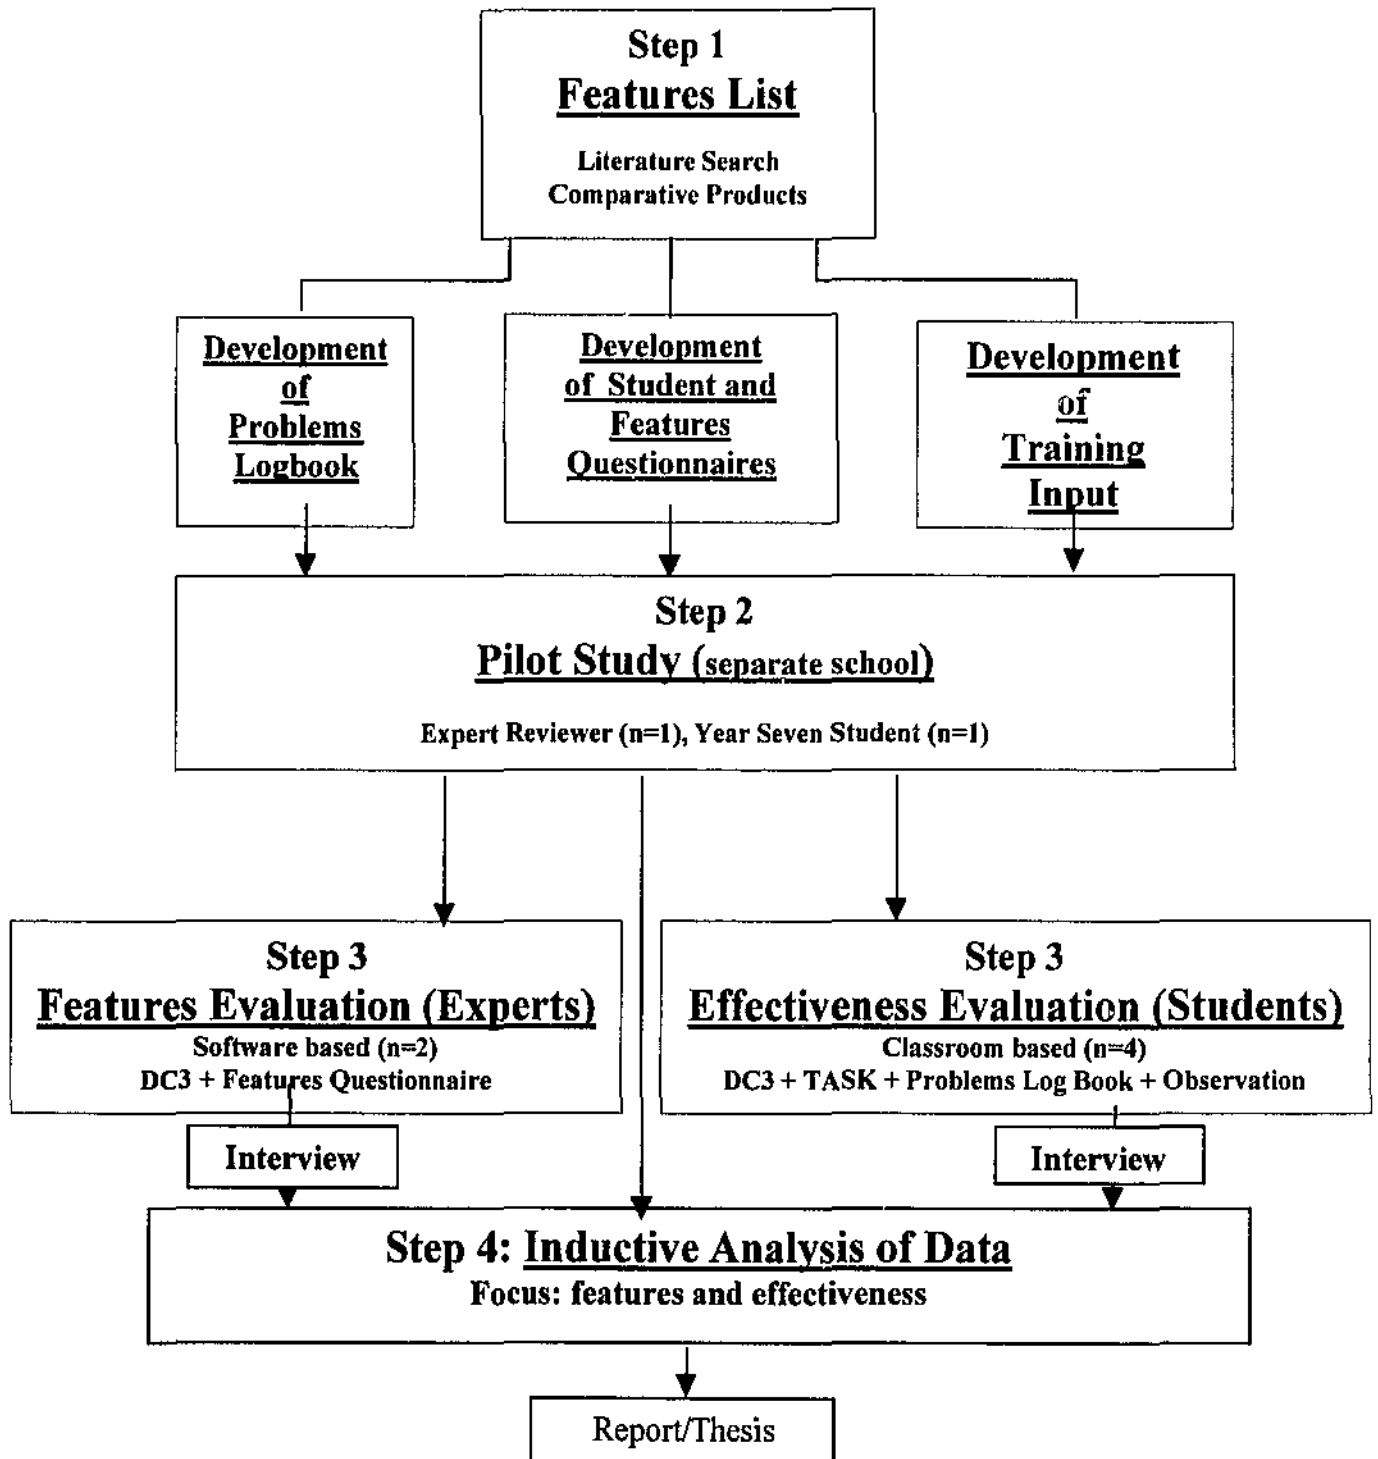 Step 1
Features List
Literature Search
Comparative Products
Development
of
Problems
Logbook
Development
of Student and
Features
Questionnaires
Development
of
Training
Input
Step 2
Pilot Study (separate school)
Expert Reviewer (n=1), Year Seven Student (n=1)
Step 3
Features Evaluation (Experts)
Software based (n=2)
DC3 + Features Questionnaire
Interview
Step 3
Effectiveness Evaluation (Students)
Classroom based (n=4)
DC3 + TASK + Problems Log Book + Observation
Interview
Step 4: Inductive Analysis of Data
Focus: features and effectiveness
Report/Thesis